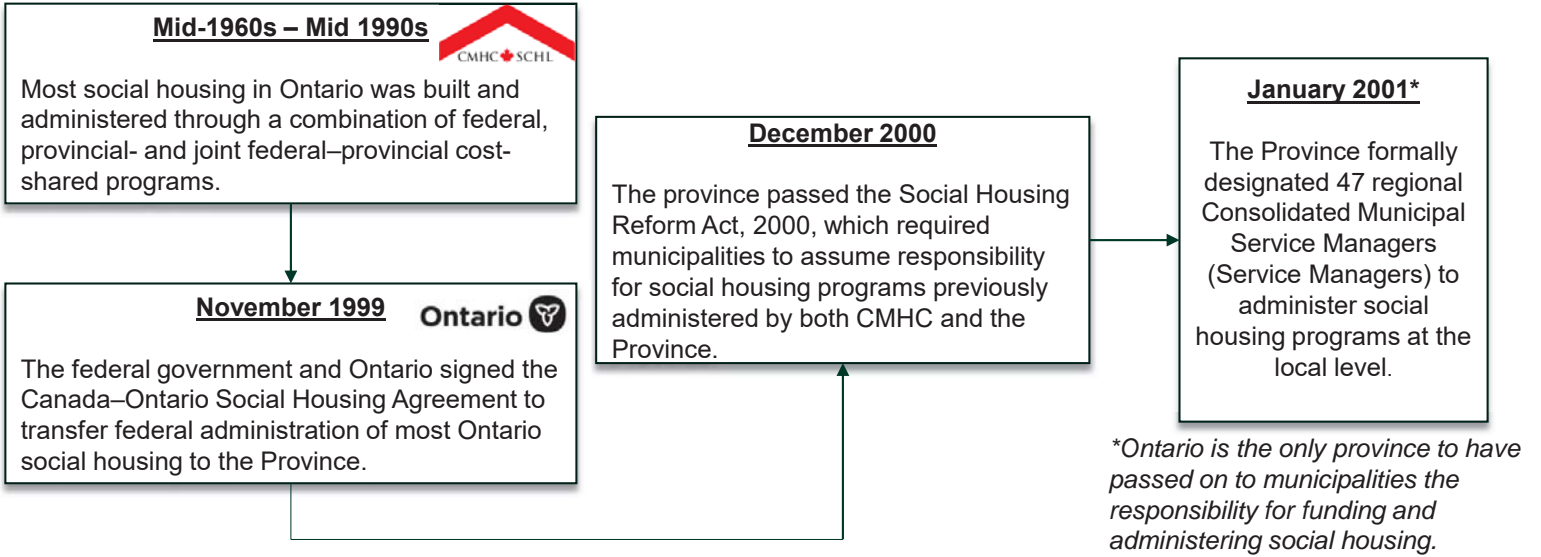 Mid-1960s – Mid 1990s
CMHC SCHL
Most social housing in Ontario was built and
administered through a combination of federal,
provincial- and joint federal–provincial cost-
shared programs.
November 1999
Ontario
The federal government and Ontario signed the
Canada–Ontario Social Housing Agreement to
transfer federal administration of most Ontario
social housing to the Province.
December 2000
The province passed the Social Housing
Reform Act, 2000, which required
municipalities to assume responsibility
for social housing programs previously
administered by both CMHC and the
Province.
January 2001*
The Province formally
designated 47 regional
Consolidated Municipal
Service Managers
(Service Managers) to
administer social
housing programs at the
local level.
*Ontario is the only province to have
passed on to municipalities the
responsibility for funding and
administering social housing.